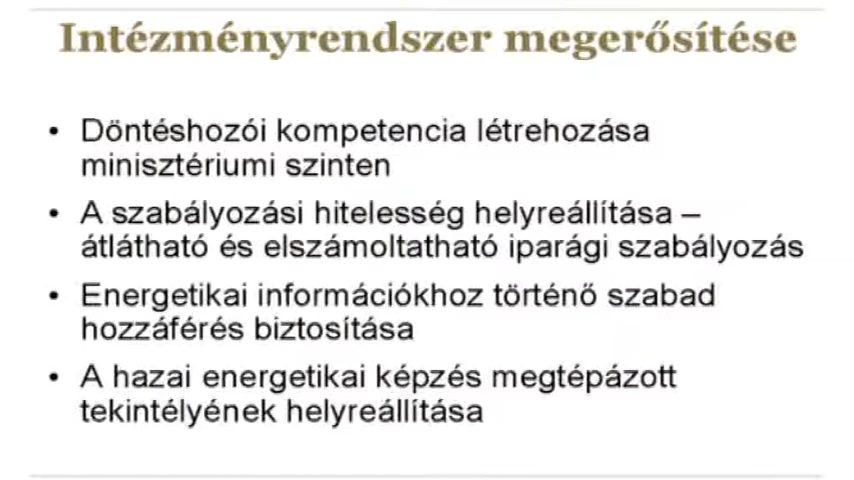 Intézményrendszer megerősítése
• Döntéshozói kompetencia létrehozása
minisztériumi szinten
• A szabályozási hitelesség helyreállítása –
átlátható és elszámoltatható iparági szabályozás
• Energetikai információkhoz történő szabad
hozzáférés biztosítása
• A hazai energetikai képzés megtépázott
tekintélyének helyreállítása